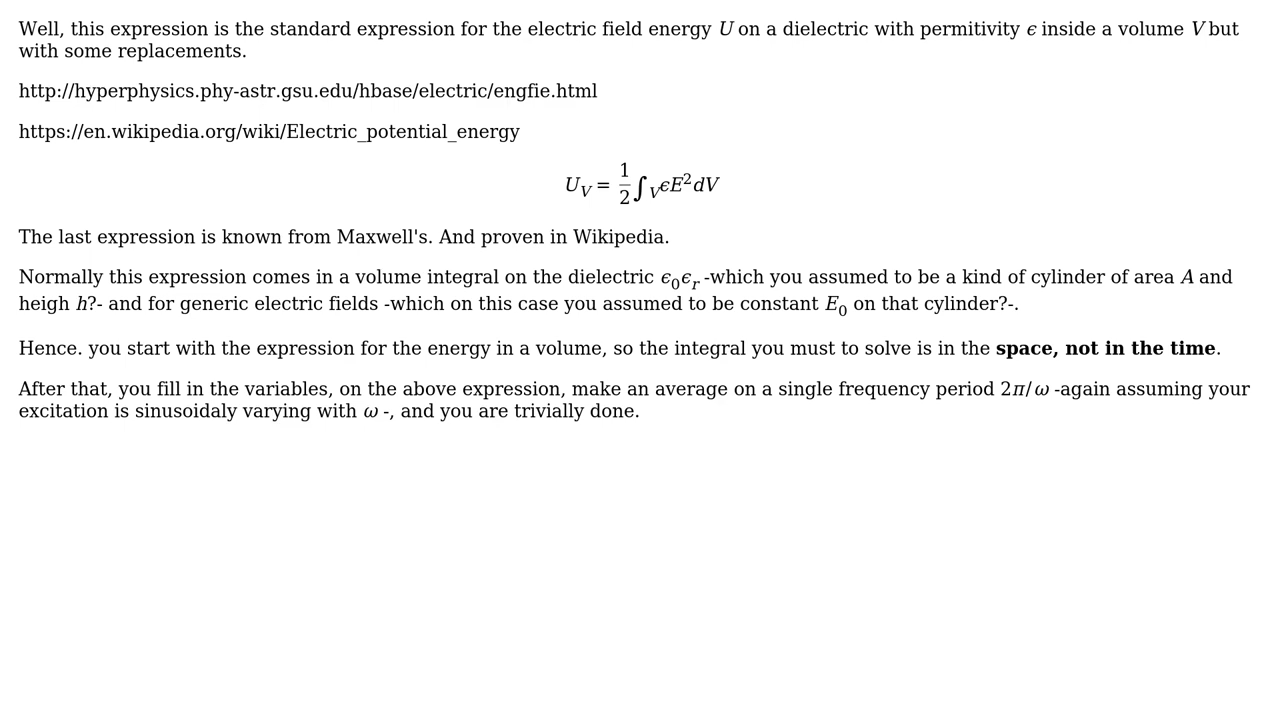 Well, this expression is the standard expression for the electric field energy U on a dielectric with permitivity ϵ inside a volume V but
with some replacements.
http://hyperphysics.phy-astr.gsu.edu/hbase/electric/engfie.html
https://en.wikipedia.org/wiki/Electric_potential_energy
U_V = \frac{1}{2} ∫_V ϵE^2 dV
The last expression is known from Maxwell's. And proven in Wikipedia.
Normally this expression comes in a volume integral on the dielectric ϵ_0ϵ_r -which you assumed to be a kind of cylinder of area A and
heigh h?- and for generic electric fields -which on this case you assumed to be constant E_0 on that cylinder?-.
Hence. you start with the expression for the energy in a volume, so the integral you must to solve is in the space, not in the time.
After that, you fill in the variables, on the above expression, make an average on a single frequency period 2π/ω -again assuming your
excitation is sinusoidaly varying with ω -, and you are trivially done.